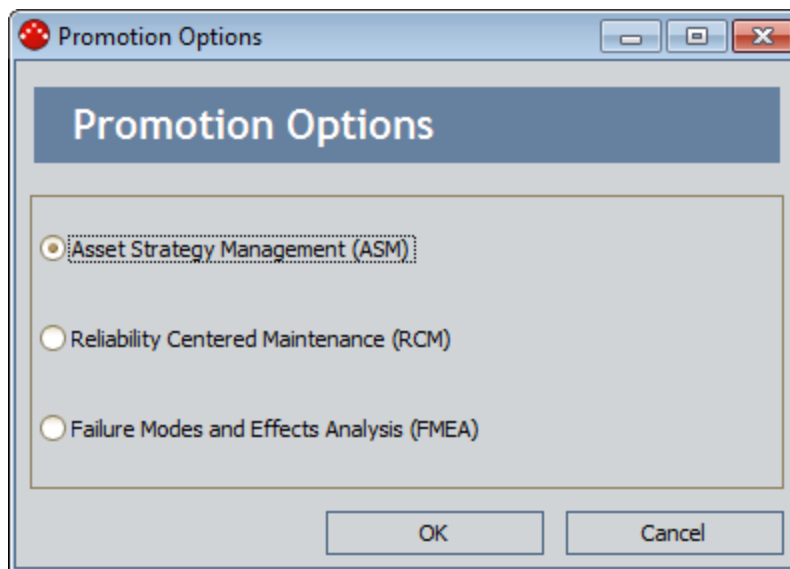 Promotion Options
Promotion Options
Asset Strategy Management (ASM)
Reliability Centered Maintenance (RCM)
Failure Modes and Effects Analysis (FMEA)
OK Cancel